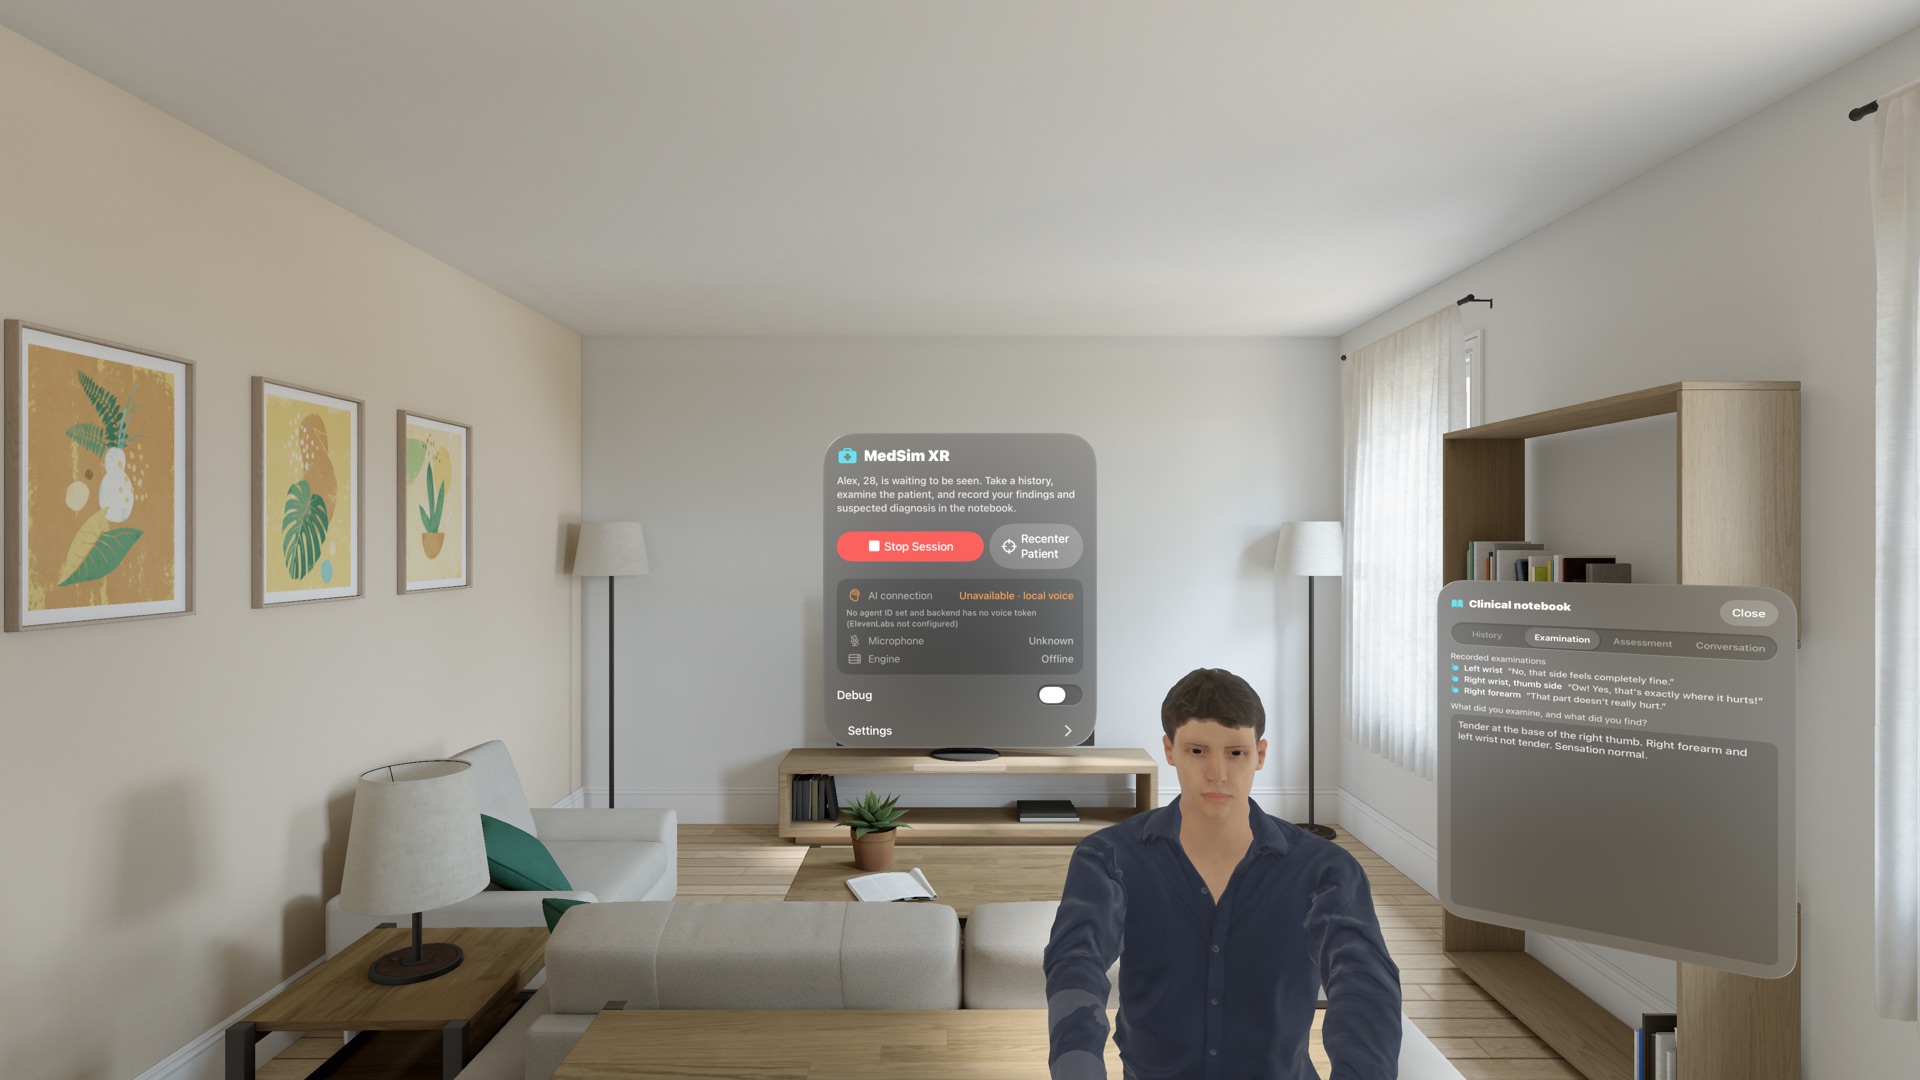 MedSim XR
Alex, 28, is waiting to be seen. Take a history,
examine the patient, and record your findings and
suspected diagnosis in the notebook.
Stop Session
Recenter
Patient
AI connection
Unavailable · local voice
No agent ID set and backend has no voice token
(ElevenLabs not configured)
Microphone
Unknown
Engine
Offline
Debug
Settings
Clinical notebook
Close
History
Examination
Assessment
Conversation
Recorded examinations
Left wrist "No, that side feels completely fine."
Right wrist, thumb side "Ow! Yes, that's exactly where it hurts!"
Right forearm "That part doesn't really hurt."
What did you examine, and what did you find?
Tender at the base of the right thumb. Right forearm and
left wrist not tender. Sensation normal.